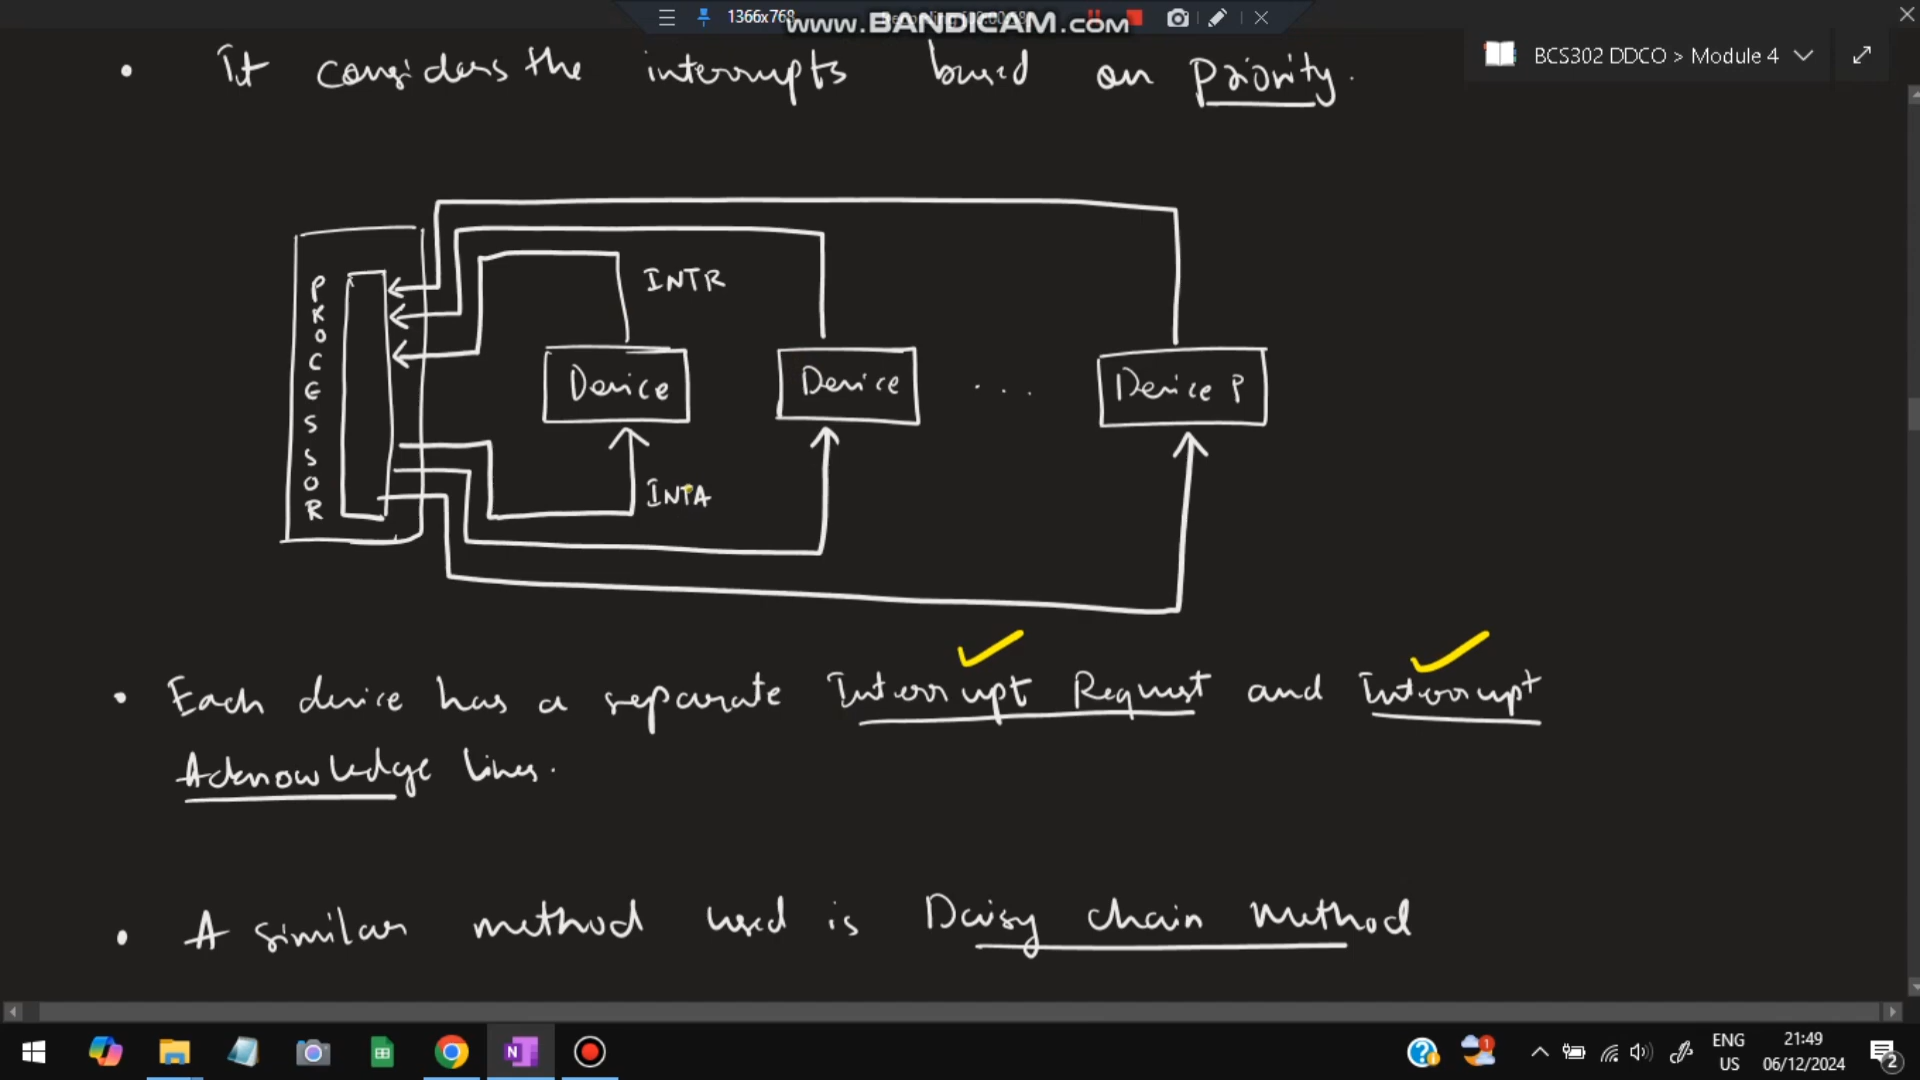 1366x768
www.BANDICAM.com
BCS302 DDCO > Module 4
• It considers the interrupts based on priority.
PROCESSOR
INTR
Device
Device
. . .
Device P
INTA
• Each device has a separate Interrupt Request and Interrupt
Acknowledge lines.
• A similar method used is Daisy chain Method
ENG
US
21:49
06/12/2024
2